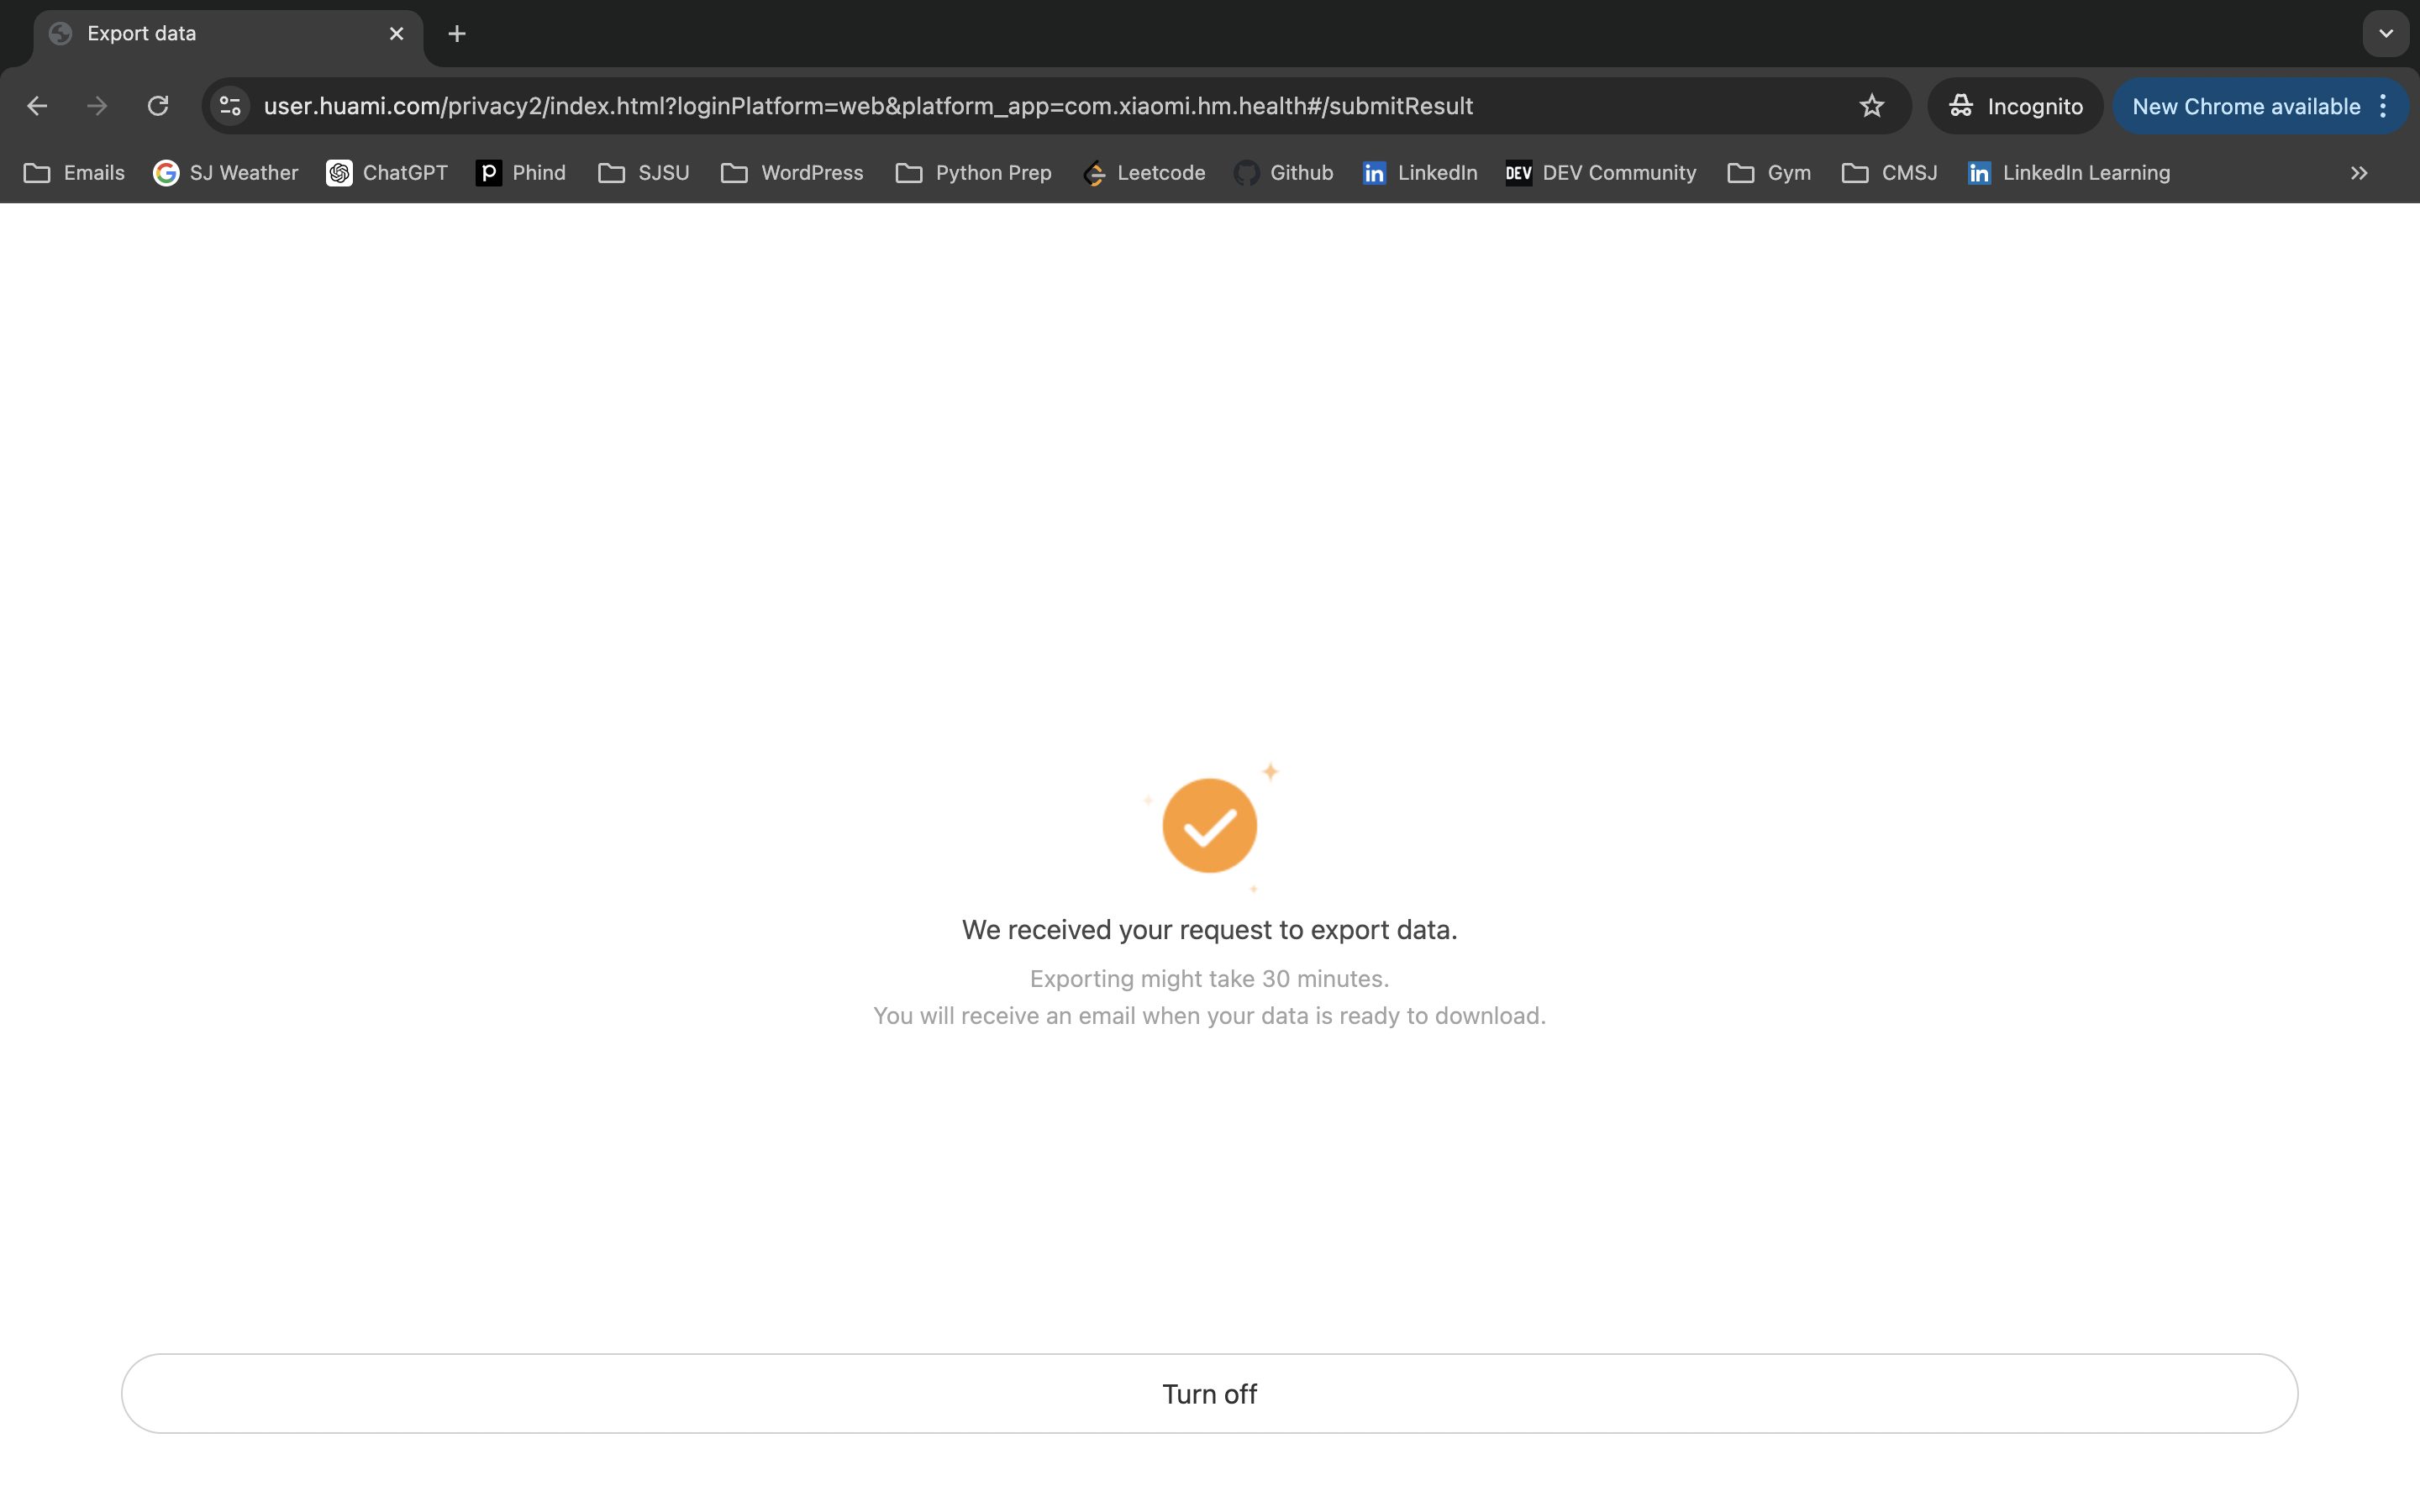 Export data
user.huami.com/privacy2/index.html?loginPlatform=web&platform_app=com.xiaomi.hm.health#/submitResult
Incognito
New Chrome available
Emails
SJ Weather
ChatGPT
p
Phind
SJSU
WordPress
Python Prep
Leetcode
Github
in
LinkedIn
DEV
DEV Community
Gym
CMSJ
in
LinkedIn Learning
We received your request to export data.
Exporting might take 30 minutes.
You will receive an email when your data is ready to download.
Turn off